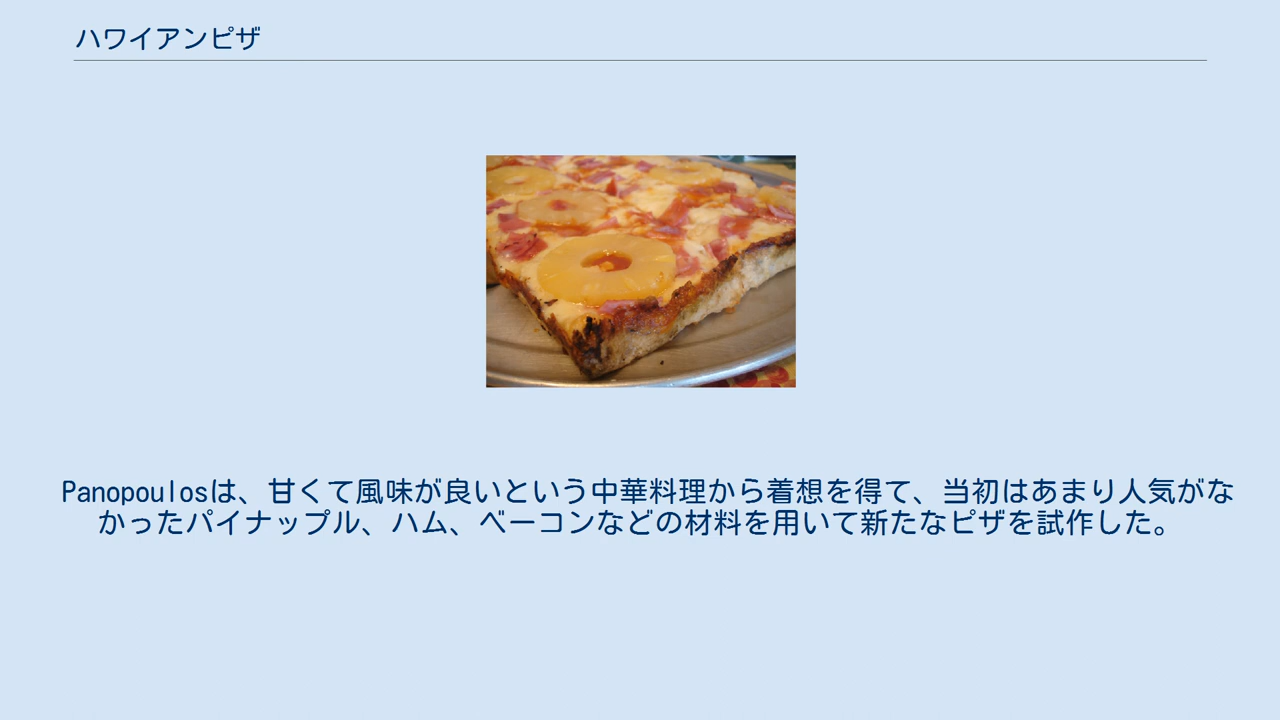 ハワイアンピザ
Panopoulosは、甘くて風味が良いという中華料理から着想を得て、当初はあまり人気がな
かったパイナップル、ハム、ベーコンなどの材料を用いて新たなピザを試作した。